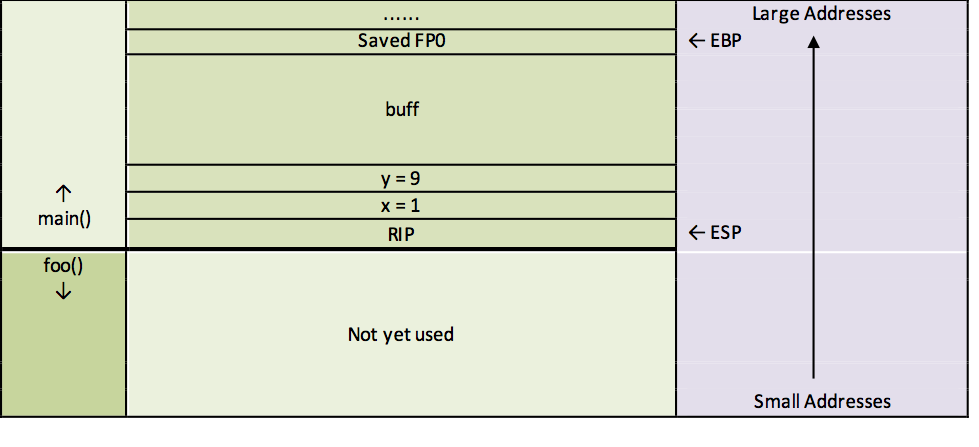 ......
Large Addresses
Saved FP0
← EBP
buff
y = 9
↑
x = 1
main()
RIP
← ESP
foo()
↓
Not yet used
Small Addresses